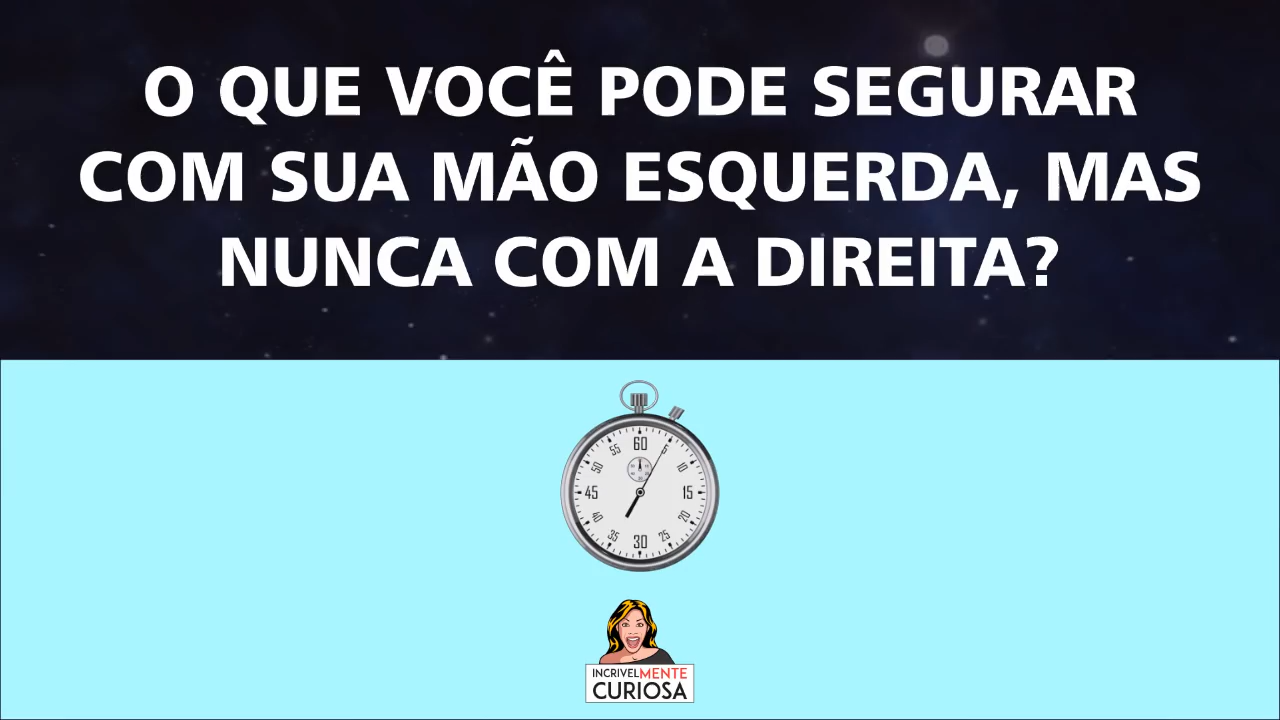 O QUE VOCÊ PODE SEGURAR
COM SUA MÃO ESQUERDA, MAS
NUNCA COM A DIREITA?
60
55
5
50
10
45
15
40
20
35
25
30
INCRIVELMENTE
CURIOSA